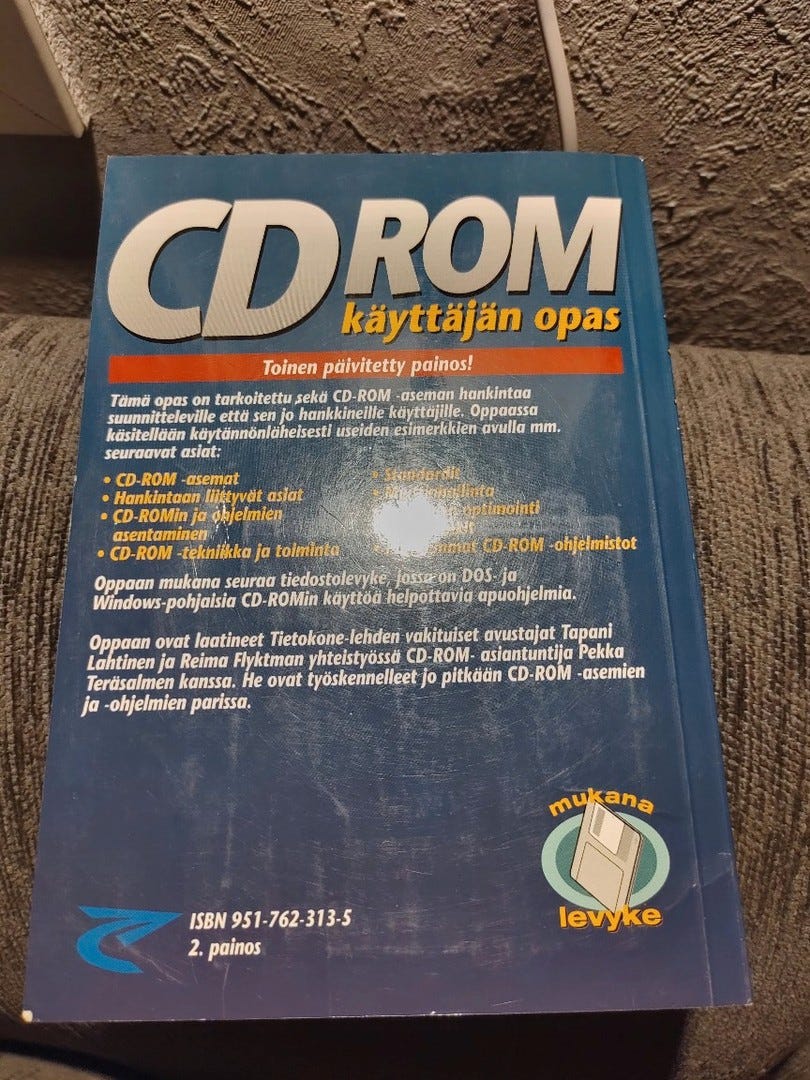 CD ROM
käyttäjän opas
Toinen päivitetty painos!
Tämä opas on tarkoitettu sekä CD-ROM -aseman hankintaa
suunnitteleville että sen jo hankkineille käyttäjille. Oppaassa
käsitellään käytännönläheisesti useiden esimerkkien avulla mm.
seuraavat asiat:
• CD-ROM -asemat
• Hankintaan liittyvät asiat
• CD-ROMin ja ohjelmien
asentaminen
• CD-ROM -tekniikka ja toiminta
• Standardit
optimointi
CD-ROM -ohjelmistot
Oppaan mukana seuraa tiedostolevyke, jossa on DOS- ja
Windows-pohjaisia CD-ROMin käyttöä helpottavia apuohjelmia.
Oppaan ovat laatineet Tietokone-lehden vakituiset avustajat Tapani
Lahtinen ja Reima Flyktman yhteistyössä CD-ROM- asiantuntija Pekka
Teräsalmen kanssa. He ovat työskennelleet jo pitkään CD-ROM -asemien
ja -ohjelmien parissa.
mukana
levyke
ISBN 951-762-313-5
2. painos